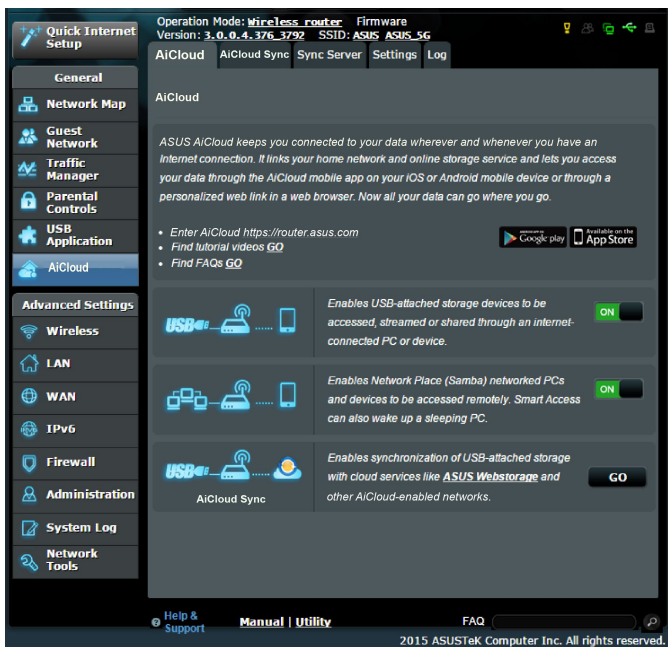 Quick Internet
Setup
Operation Mode: Wireless router Firmware
Version: 3.0.0.4.376_3792 SSID: ASUS ASUS_5G
AiCloud
AiCloud Sync
Sync Server
Settings
Log
General
Network Map
Guest
Network
Traffic
Manager
Parental
Controls
USB
Application
AiCloud
Advanced Settings
Wireless
LAN
WAN
IPv6
Firewall
Administration
System Log
Network
Tools
AiCloud
ASUS AiCloud keeps you connected to your data wherever and whenever you have an
Internet connection. It links your home network and online storage service and lets you access
your data through the AiCloud mobile app on your iOS or Android mobile device or through a
personalized web link in a web browser. Now all your data can go where you go.
• Enter AiCloud https://router.asus.com
• Find tutorial videos GO
• Find FAQs GO
Google play
Available on the
App Store
USB
Enables USB-attached storage devices to be
accessed, streamed or shared through an internet-
connected PC or device.
ON
Enables Network Place (Samba) networked PCs
and devices to be accessed remotely. Smart Access
can also wake up a sleeping PC.
ON
USB
AiCloud Sync
Enables synchronization of USB-attached storage
with cloud services like ASUS Webstorage and
other AiCloud-enabled networks.
GO
Help &
Support
Manual | Utility
FAQ
2015 ASUSTeK Computer Inc. All rights reserved.